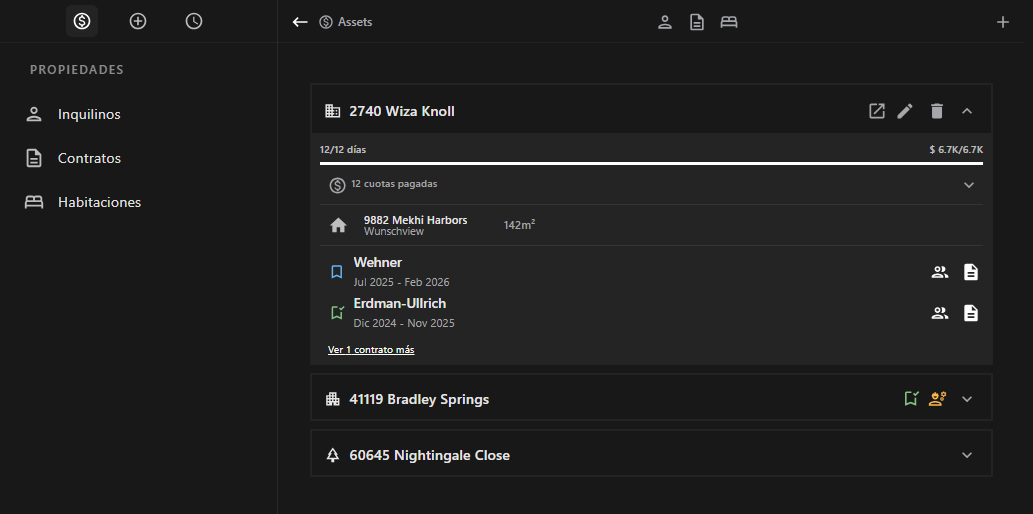 Assets
PROPIEDADES
Inquilinos
Contratos
Habitaciones
2740 Wiza Knoll
12/12 días
$ 6.7K/6.7K
12 cuotas pagadas
9882 Mekhi Harbors
Wunschview
142m²
Wehner
Jul 2025 - Feb 2026
Erdman-Ullrich
Dic 2024 - Nov 2025
Ver 1 contrato más
41119 Bradley Springs
60645 Nightingale Close